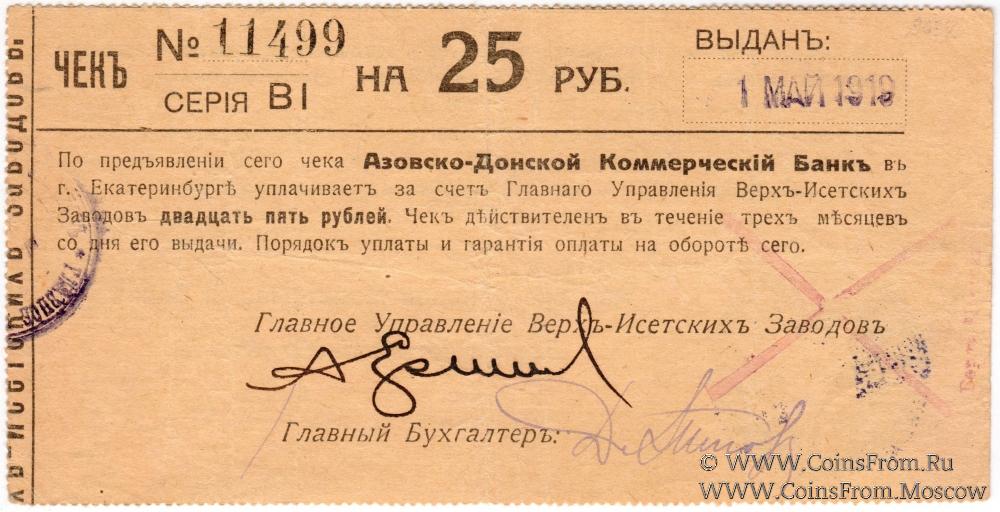 ЧЕКЪ
№ 11499
СЕРІЯ ВІ
НА 25 РУБ.
ВЫДАНЪ:
1 МАЙ 1918
По предъявленіи сего чека Азовско-Донской Коммерческій Банкъ въ
г. Екатеринбургѣ уплачиваетъ за счетъ Главнаго Управленія Верхъ-Исетскихъ
Заводовъ двадцать пять рублей. Чекъ дѣйствителенъ въ теченіе трехъ мѣсяцевъ
со дня его выдачи. Порядокъ уплаты и гарантія оплаты на оборотѣ сего.
Главное Управленіе Верхъ-Исетскихъ Заводовъ
Главный Бухгалтеръ:
© WWW.CoinsFrom.Ru
WWW.CoinsFrom.Moscow